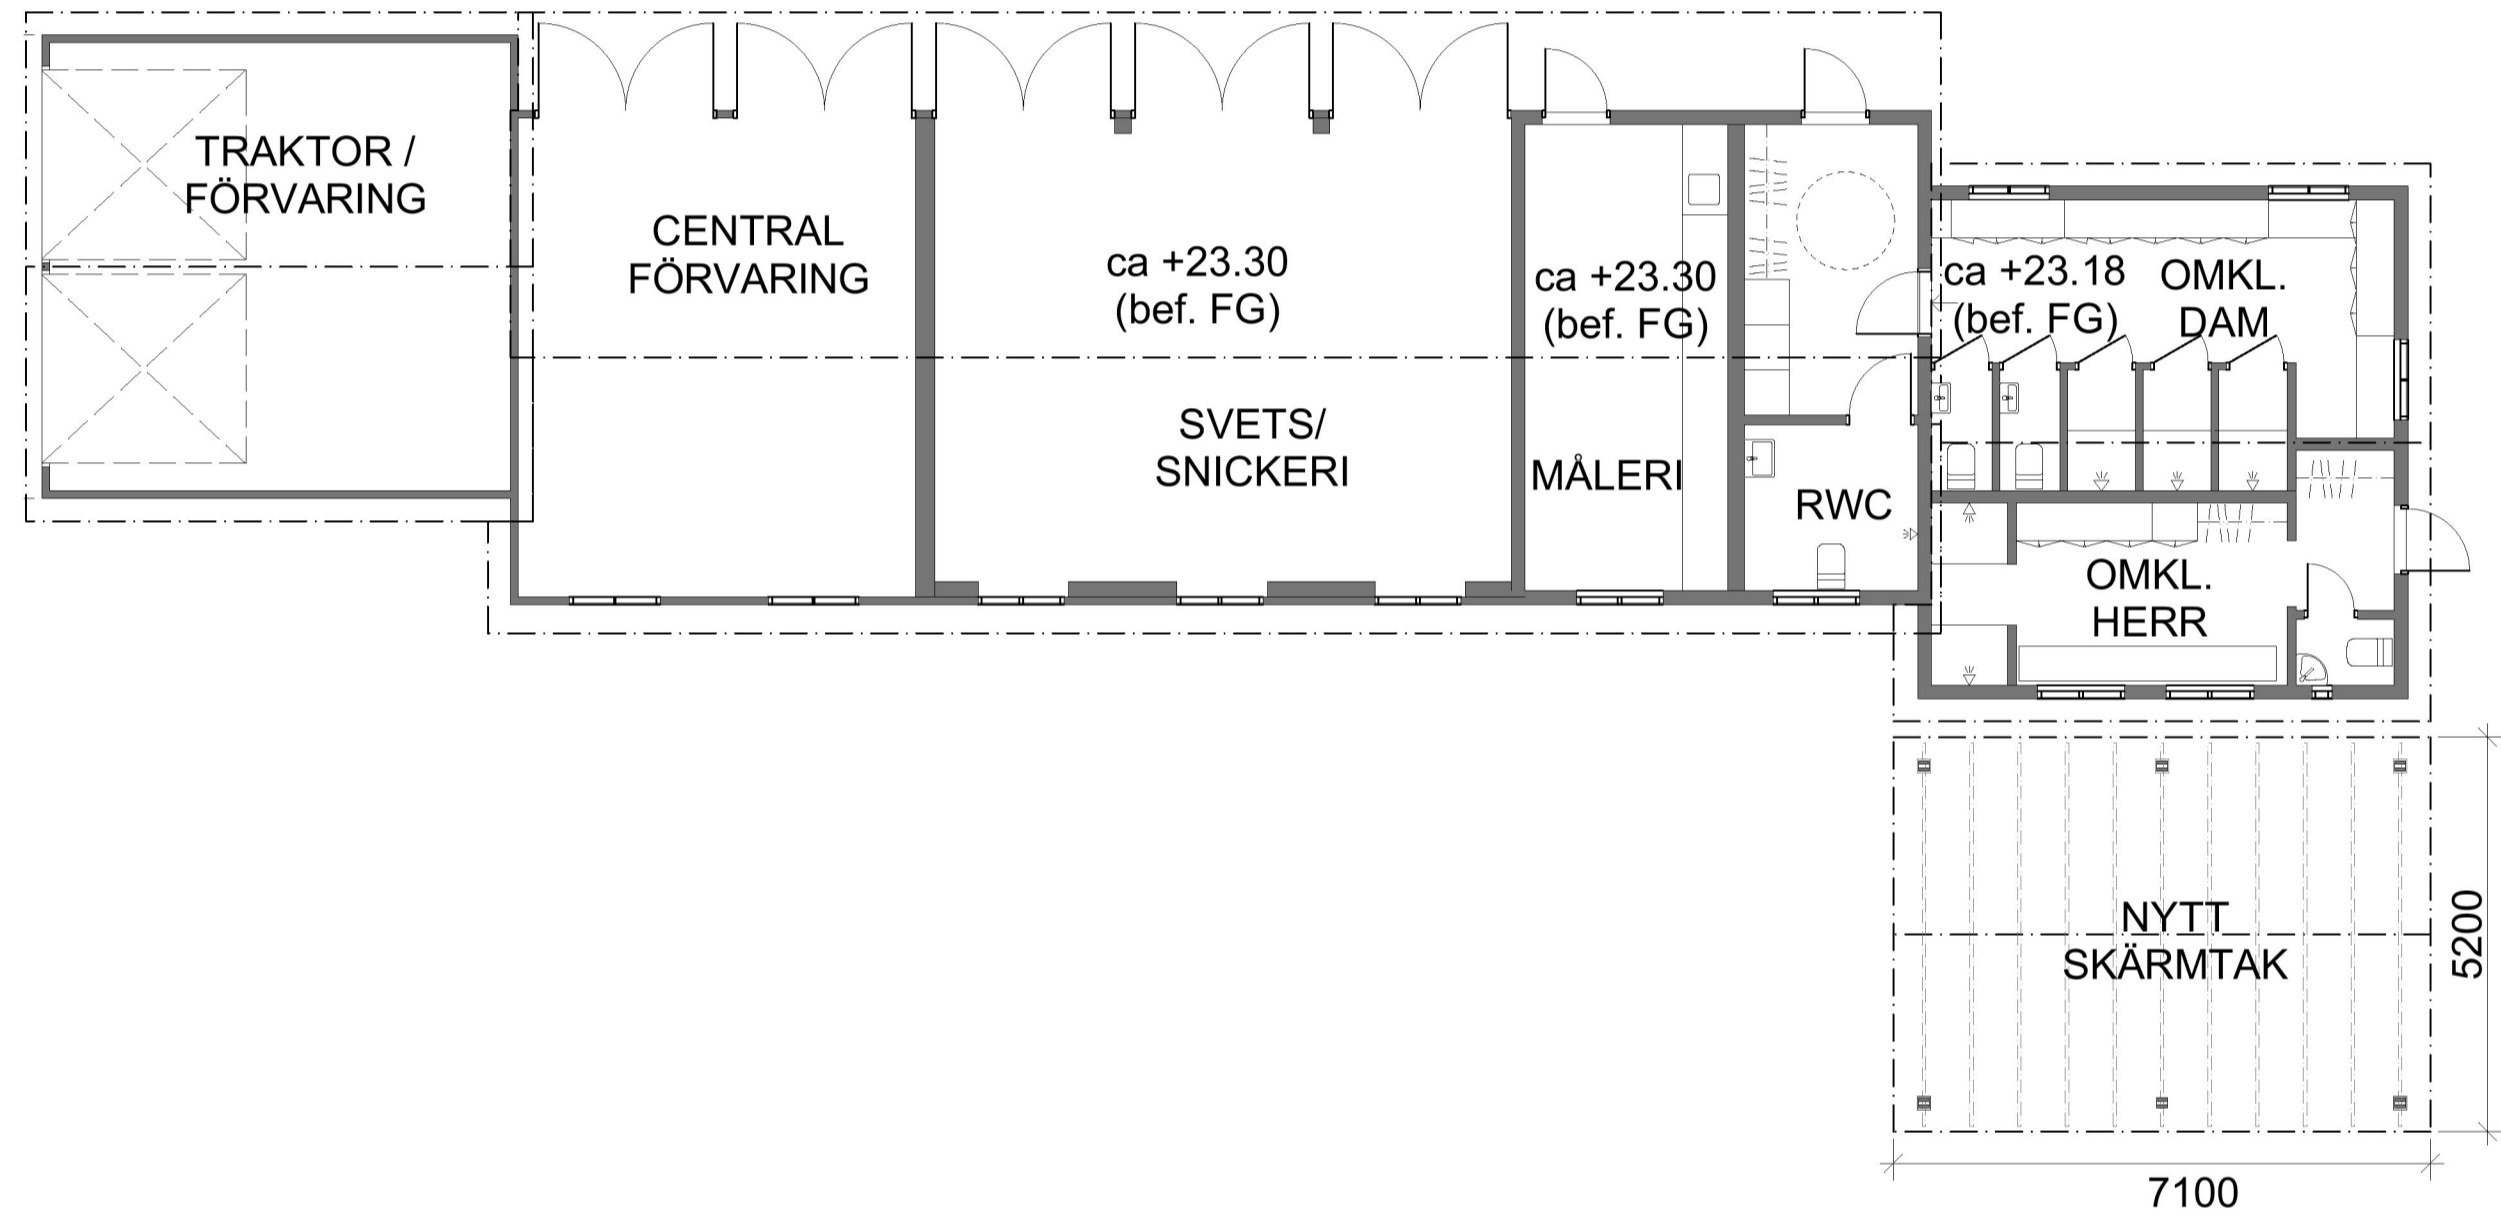 TRAKTOR /
FÖRVARING
CENTRAL
FÖRVARING
ca +23.30
(bef. FG)
SVETS/
SNICKERI
ca +23.30
(bef. FG)
MÅLERI
RWC
ca +23.18
(bef. FG)
OMKL.
DAM
OMKL.
HERR
NYTT
SKÄRMTAK
5200
7100